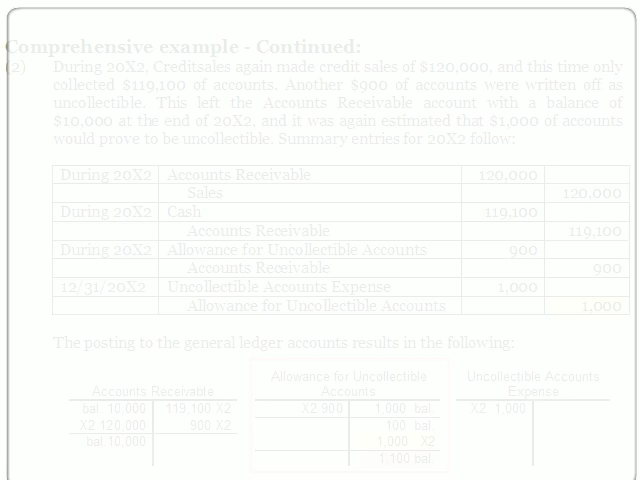 Comprehensive example - Continued:
(2) During 20X2, Creditsales again made credit sales of $120,000, and this time only
collected $119,100 of accounts. Another $900 of accounts were written off as
uncollectible. This left the Accounts Receivable account with a balance of
$10,000 at the end of 20X2, and it was again estimated that $1,000 of accounts
would prove to be uncollectible. Summary entries for 20X2 follow:
During 20X2 Accounts Receivable 120,000
Sales 120,000
During 20X2 Cash 119,100
Accounts Receivable 119,100
During 20X2 Allowance for Uncollectible Accounts 900
Accounts Receivable 900
12/31/20X2 Uncollectible Accounts Expense 1,000
Allowance for Uncollectible Accounts 1,000
The posting to the general ledger accounts results in the following:
Accounts Receivable
bal. 10,000 119,100 X2
X2 120,000 900 X2
bal. 10,000
Allowance for Uncollectible
Accounts
X2 900 1,000 bal.
100 bal.
1,000 X2
1,100 bal.
Uncollectible Accounts
Expense
X2 1,000